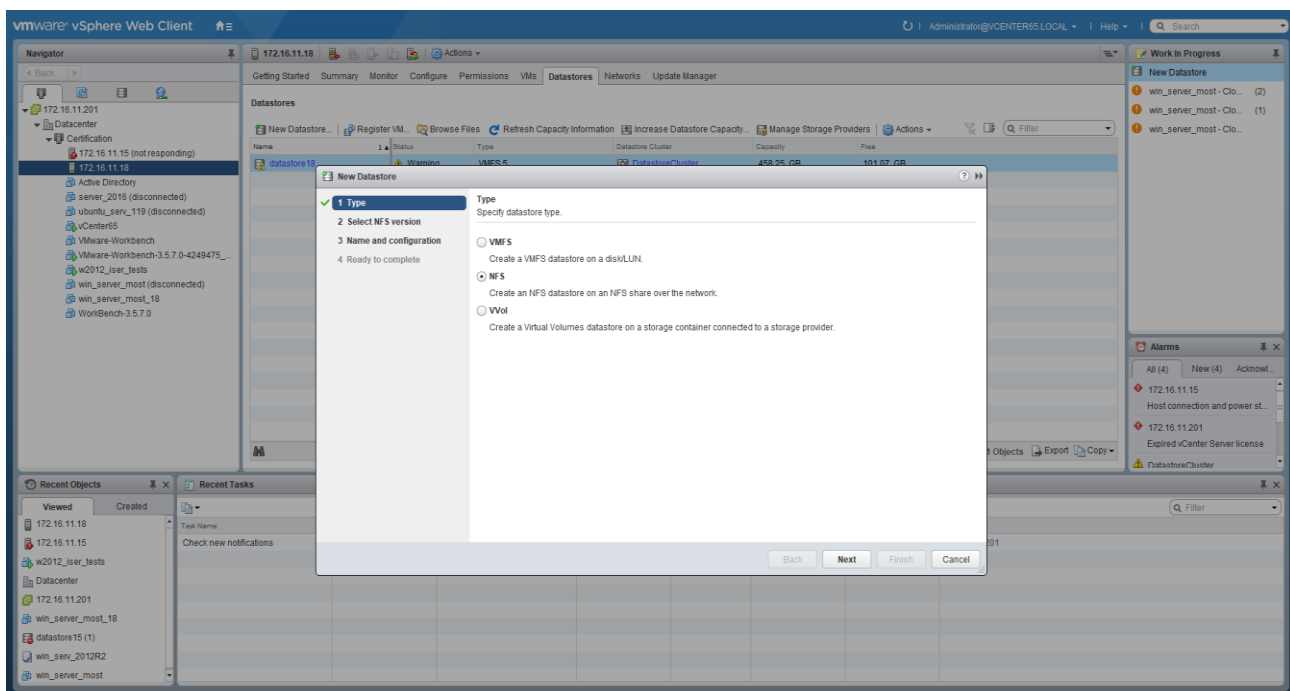 vmware® vSphere Web Client
Administrator@VCENTER65.LOCAL
Help
Search
Navigator
Back
172.16.11.201
Datacenter
Certification
172.16.11.15 (not responding)
172.16.11.18
Active Directory
server_2016 (disconnected)
ubuntu_serv_119 (disconnected)
vCenter65
VMware-Workbench
VMware-Workbench-3.5.7.0-4249475_...
w2012_iser_tests
win_server_most (disconnected)
win_server_most_18
WorkBench-3.5.7.0
172.16.11.18 Actions
Getting Started Summary Monitor Configure Permissions VMs Datastores Networks Update Manager
Datastores
New Datastore... Register VM... Browse Files Refresh Capacity Information Increase Datastore Capacity... Manage Storage Providers Actions Filter
Name 1 Status Type Datastore Cluster Capacity Free
datastore18 Warning VMFS 5 DatastoreCluster 458.25 GB 101.07 GB
New Datastore
1 Type
2 Select NFS version
3 Name and configuration
4 Ready to complete
Type
Specify datastore type.
VMFS
Create a VMFS datastore on a disk/LUN.
NFS
Create an NFS datastore on an NFS share over the network.
VVol
Create a Virtual Volumes datastore on a storage container connected to a storage provider.
Back Next Finish Cancel
Objects Export Copy
Work In Progress
New Datastore
win_server_most - Clo... (2)
win_server_most - Clo... (1)
win_server_most - Clo...
Alarms
All (4) New (4) Acknowl...
172.16.11.15
Host connection and power st...
172.16.11.201
Expired vCenter Server license
DatastoreCluster
Recent Objects
Viewed Created
172.16.11.18
172.16.11.15
w2012_iser_tests
Datacenter
172.16.11.201
win_server_most_18
datastore15 (1)
win_serv_2012R2
win_server_most
Recent Tasks
Filter
Task Name
Check new notifications
201